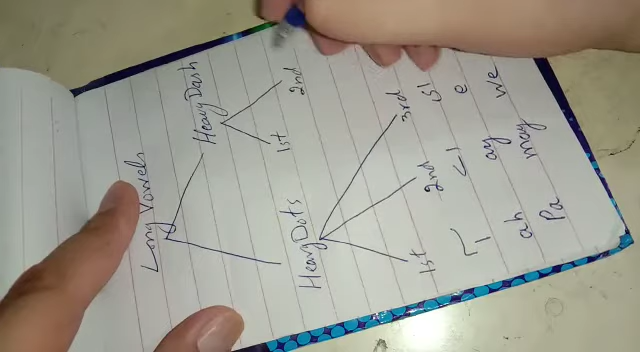 Long Vowels
Heavy Dash
1st 2nd
Heavy Dots
1st 2nd 3rd
ah ay e
Pa may we